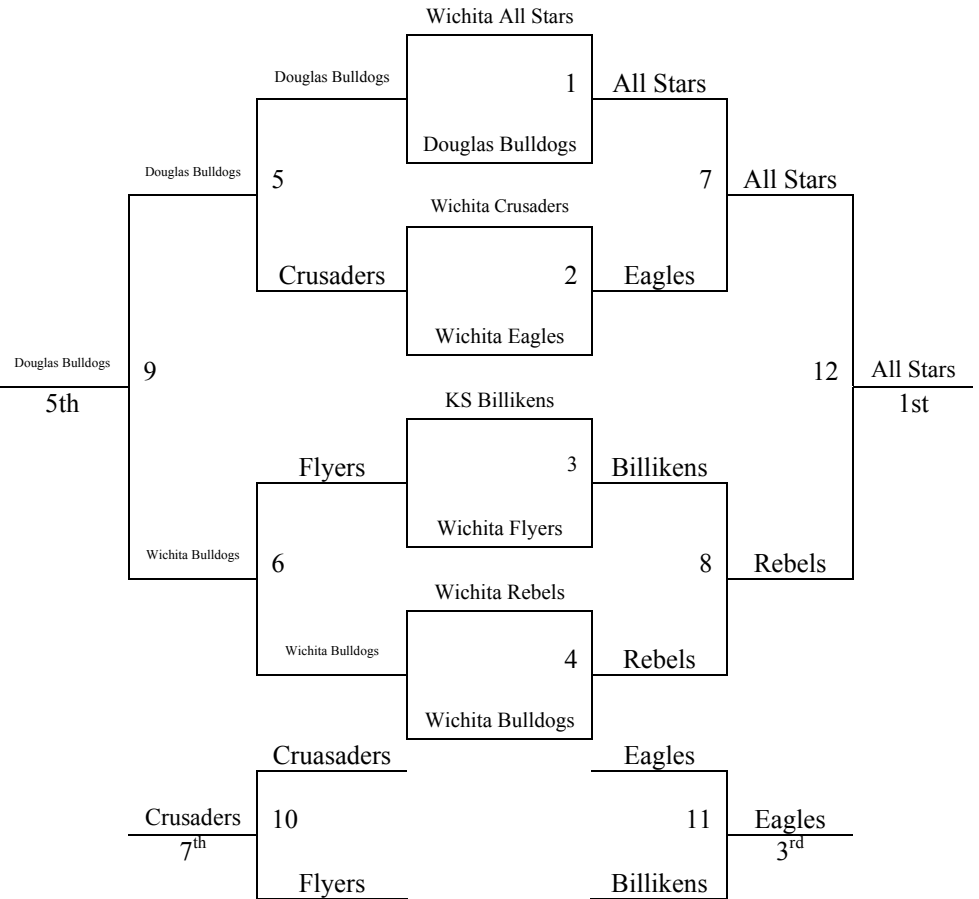 Wichita All Stars
Douglas Bulldogs
1
All Stars
Douglas Bulldogs
Douglas Bulldogs
5
7
All Stars
Wichita Crusaders
Crusaders
2
Eagles
Wichita Eagles
Douglas Bulldogs
9
12
All Stars
5th
1st
KS Billikens
Flyers
3
Billikens
Wichita Flyers
Wichita Bulldogs
6
8
Rebels
Wichita Rebels
Wichita Bulldogs
4
Rebels
Wichita Bulldogs
Cruasaders
Eagles
Crusaders
10
11
Eagles
7th
3rd
Flyers
Billikens